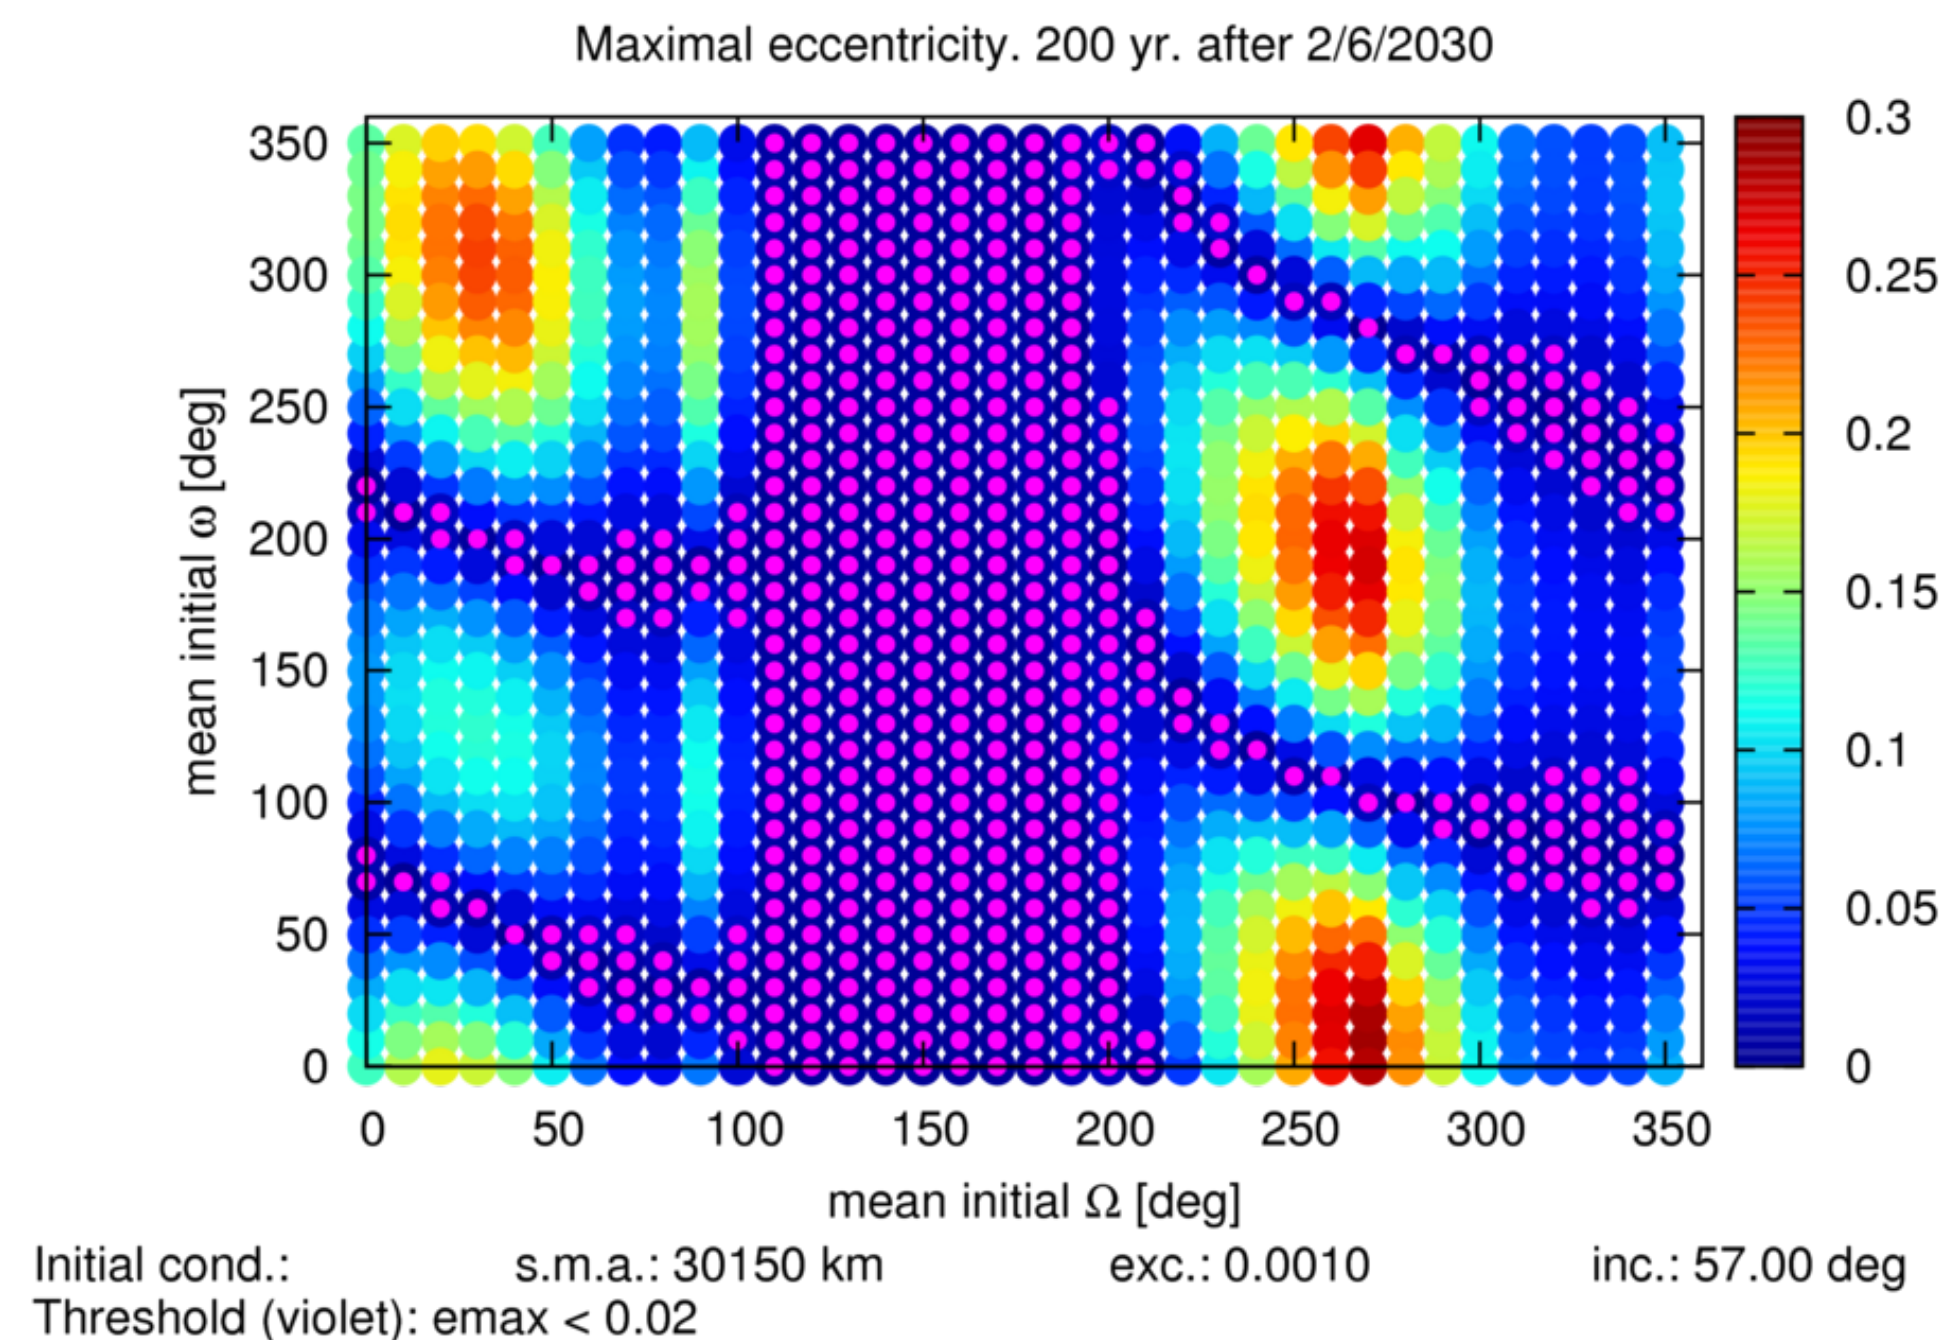 Maximal eccentricity. 200 yr. after 2/6/2030
350
300
250
200
150
100
50
0
mean initial ω [deg]
0 50 100 150 200 250 300 350
mean initial Ω [deg]
0.3
0.25
0.2
0.15
0.1
0.05
0
Initial cond.: s.m.a.: 30150 km exc.: 0.0010 inc.: 57.00 deg
Threshold (violet): emax < 0.02